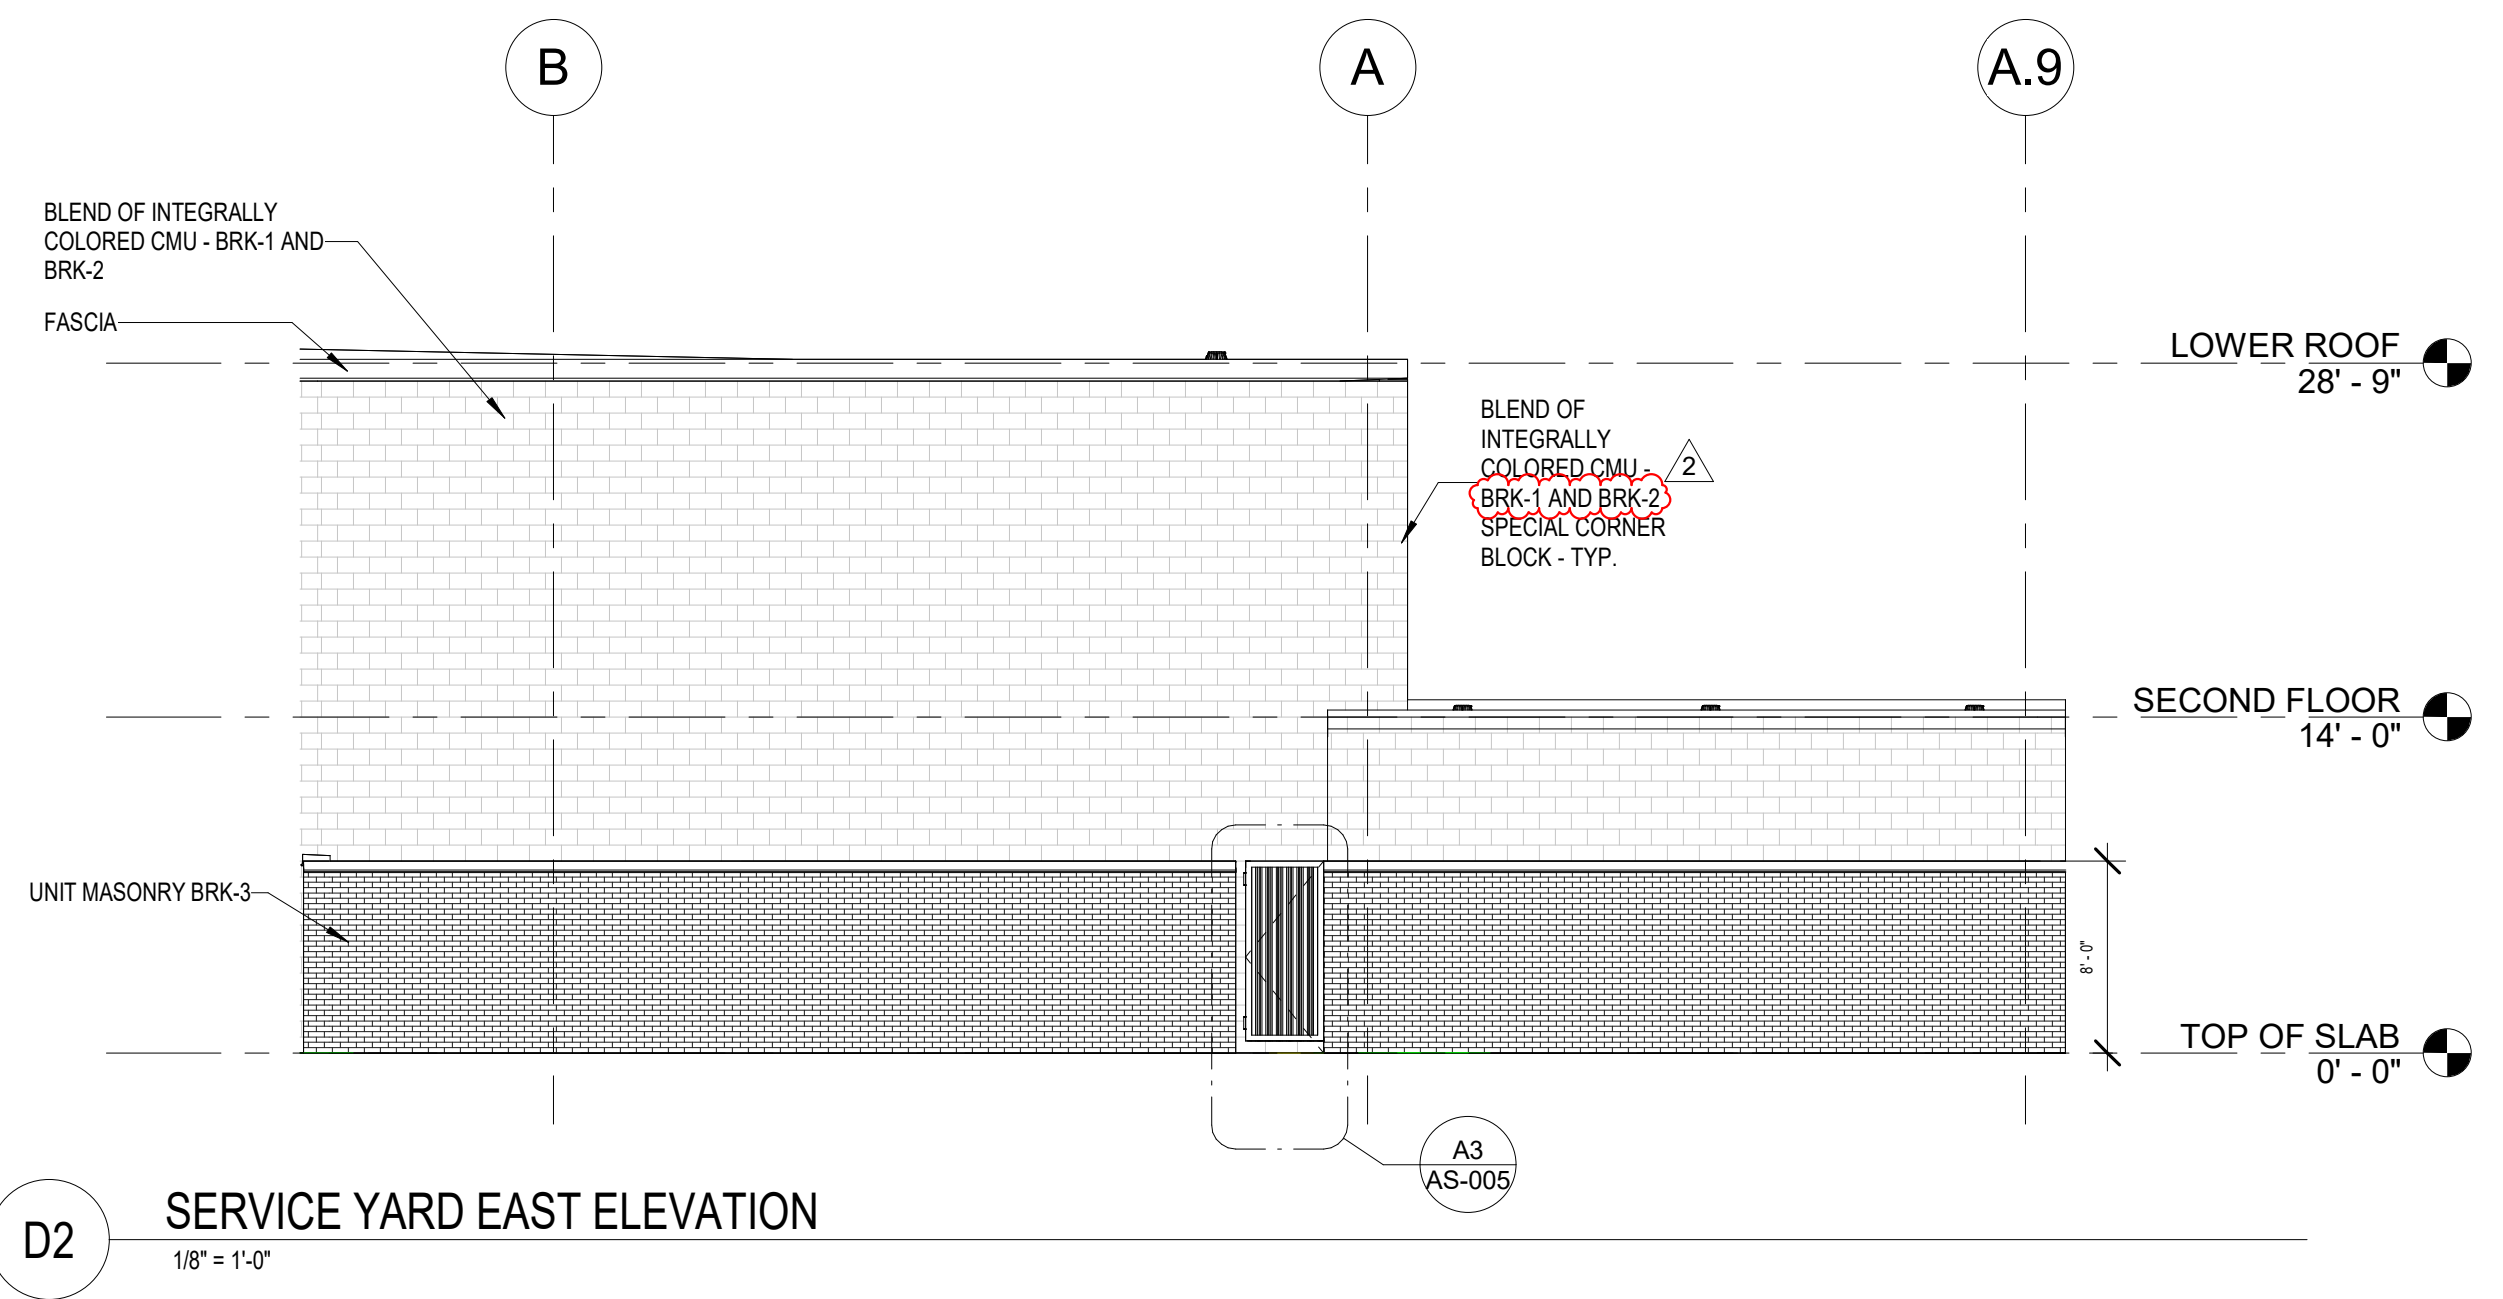 B
A
A.9
BLEND OF INTEGRALLY
COLORED CMU - BRK-1 AND
BRK-2
FASCIA
LOWER ROOF
28' - 9"
BLEND OF
INTEGRALLY
COLORED CMU -
BRK-1 AND BRK-2
SPECIAL CORNER
BLOCK - TYP.
2
SECOND FLOOR
14' - 0"
UNIT MASONRY BRK-3
8' - 0"
TOP OF SLAB
0' - 0"
A3
AS-005
D2
SERVICE YARD EAST ELEVATION
1/8" = 1'-0"